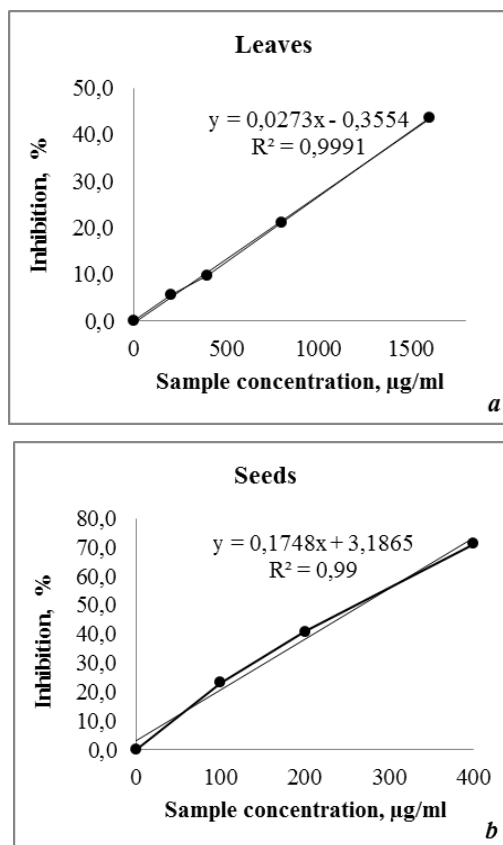 Leaves
50,0
40,0
30,0
20,0
10,0
0,0
y = 0,0273x - 0,3554
R² = 0,9991
Inhibition, %
0 500 1000 1500
Sample concentration, µg/ml
a
Seeds
80,0
70,0
60,0
50,0
40,0
30,0
20,0
10,0
0,0
y = 0,1748x + 3,1865
R² = 0,99
Inhibition, %
0 100 200 300 400
Sample concentration, µg/ml
b